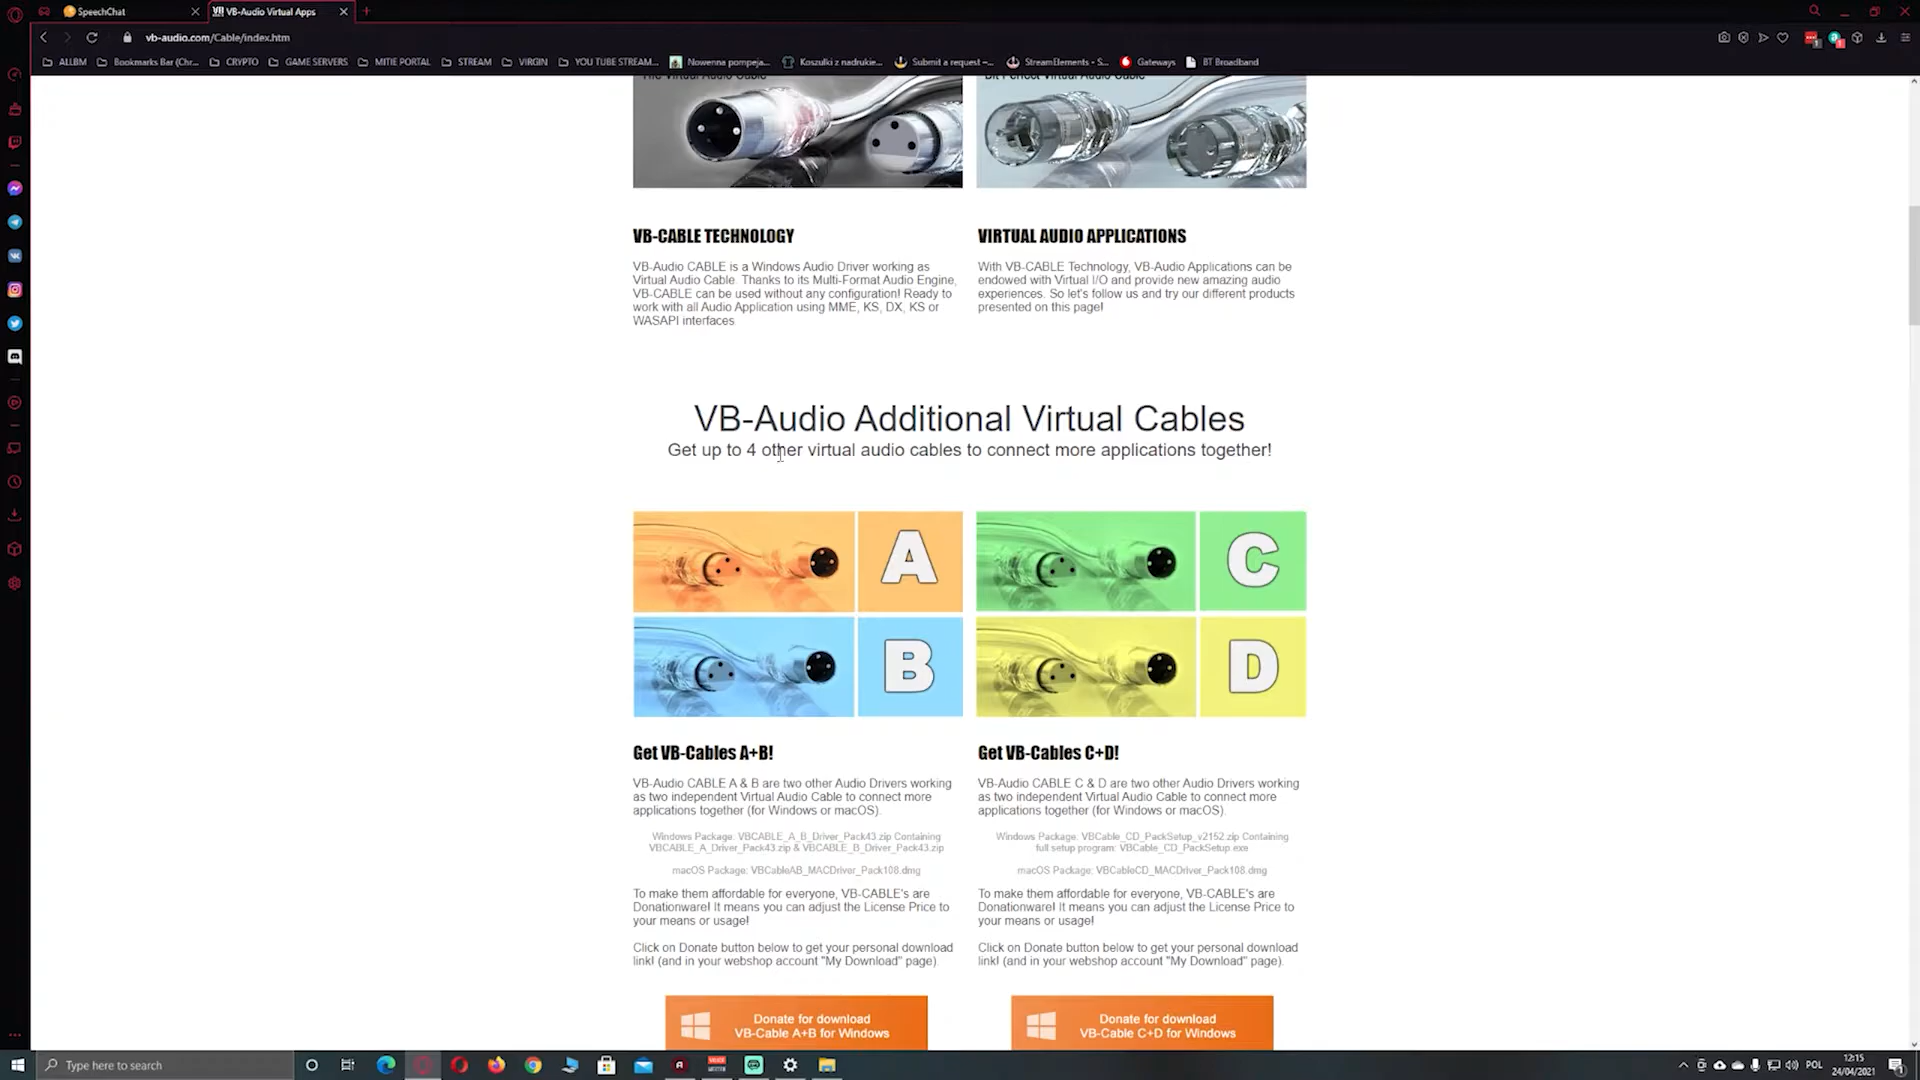 SpeechChat
VB-Audio Virtual Apps
vb-audio.com/Cable/index.htm
ALLBM
Bookmarks Bar (Chr...
CRYPTO
GAME SERVERS
MITIE PORTAL
STREAM
VIRGIN
YOU TUBE STREAM...
Nowenna pompeja...
Koszulki z nadrukie...
Submit a request –...
StreamElements - S...
Gateways
BT Broadband
The Virtual Audio Cable
Bit Perfect Virtual Audio Cable
VB-CABLE TECHNOLOGY
VB-Audio CABLE is a Windows Audio Driver working as
Virtual Audio Cable. Thanks to its Multi-Format Audio Engine,
VB-CABLE can be used without any configuration! Ready to
work with all Audio Application using MME, KS, DX, KS or
WASAPI interfaces
VIRTUAL AUDIO APPLICATIONS
With VB-CABLE Technology, VB-Audio Applications can be
endowed with Virtual I/O and provide new amazing audio
experiences. So let's follow us and try our different products
presented on this page!
VB-Audio Additional Virtual Cables
Get up to 4 other virtual audio cables to connect more applications together!
A
C
B
D
Get VB-Cables A+B!
VB-Audio CABLE A & B are two other Audio Drivers working
as two independent Virtual Audio Cable to connect more
applications together (for Windows or macOS).
Windows Package: VBCABLE_A_B_Driver_Pack43.zip Containing
VBCABLE_A_Driver_Pack43.zip & VBCABLE_B_Driver_Pack43.zip
macOS Package: VBCableAB_MACDriver_Pack108.dmg
To make them affordable for everyone, VB-CABLE's are
Donationware! It means you can adjust the License Price to
your means or usage!
Click on Donate button below to get your personal download
link! (and in your webshop account "My Download" page).
Donate for download
VB-Cable A+B for Windows
Get VB-Cables C+D!
VB-Audio CABLE C & D are two other Audio Drivers working
as two independent Virtual Audio Cable to connect more
applications together (for Windows or macOS).
Windows Package: VBCable_CD_PackSetup_v2152.zip Containing
full setup program: VBCable_CD_PackSetup.exe
macOS Package: VBCableCD_MACDriver_Pack108.dmg
To make them affordable for everyone, VB-CABLE's are
Donationware! It means you can adjust the License Price to
your means or usage!
Click on Donate button below to get your personal download
link! (and in your webshop account "My Download" page).
Donate for download
VB-Cable C+D for Windows
Type here to search
POL
12:15
24/04/2021